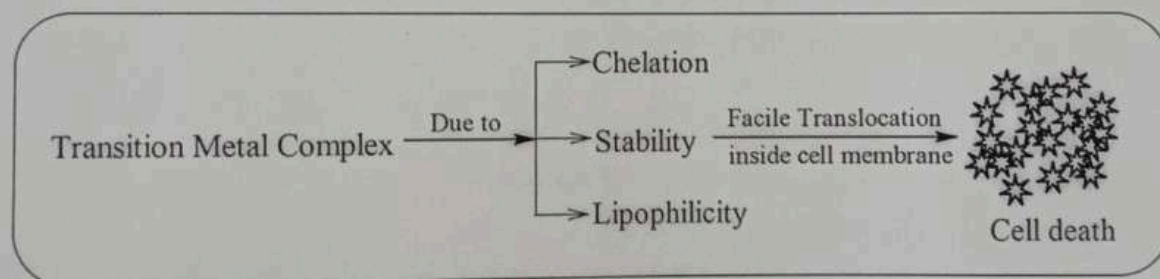 Chelation
Transition Metal Complex Due to Stability Facile Translocation
inside cell membrane
Lipophilicity
Cell death